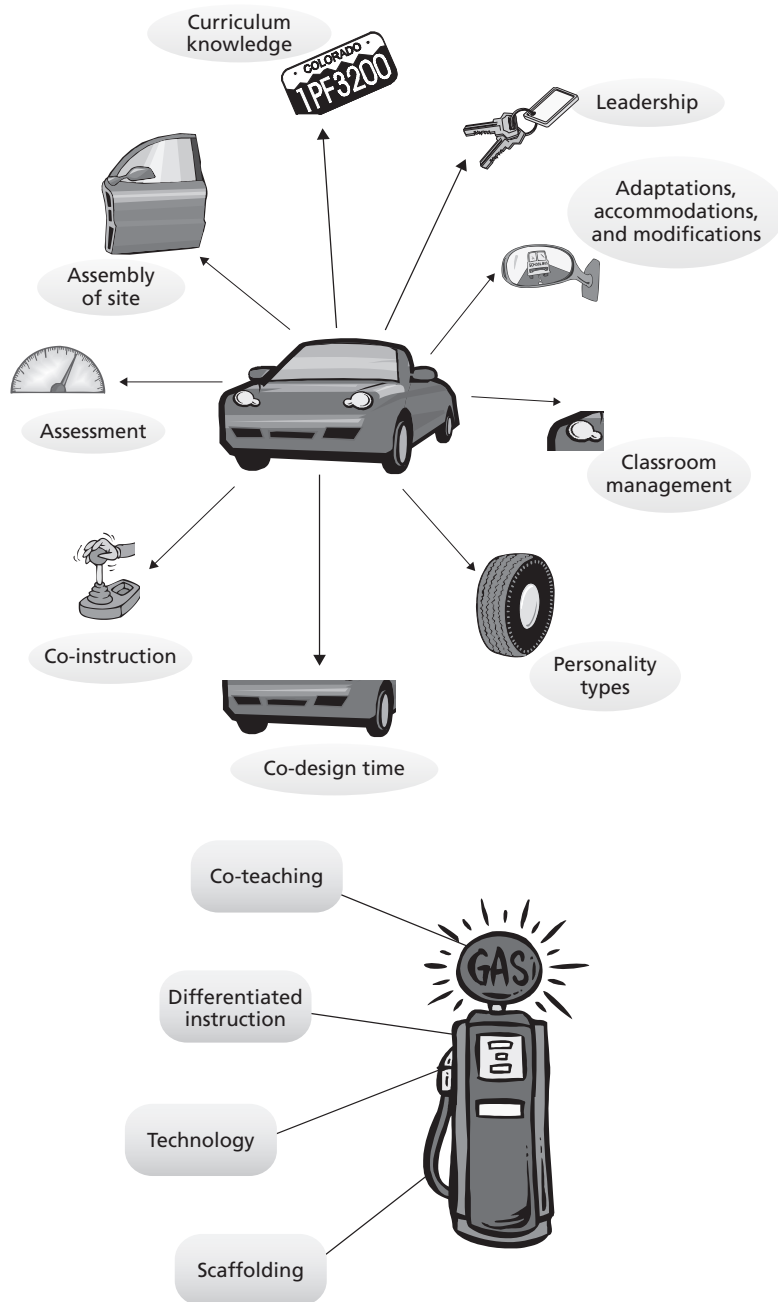 Curriculum
knowledge
COLORADO
1PF3200
Leadership
Adaptations,
accommodations,
and modifications
Assembly
of site
Assessment
Classroom
management
Co-instruction
Personality
types
Co-design time
Co-teaching
GAS
Differentiated
instruction
Technology
Scaffolding